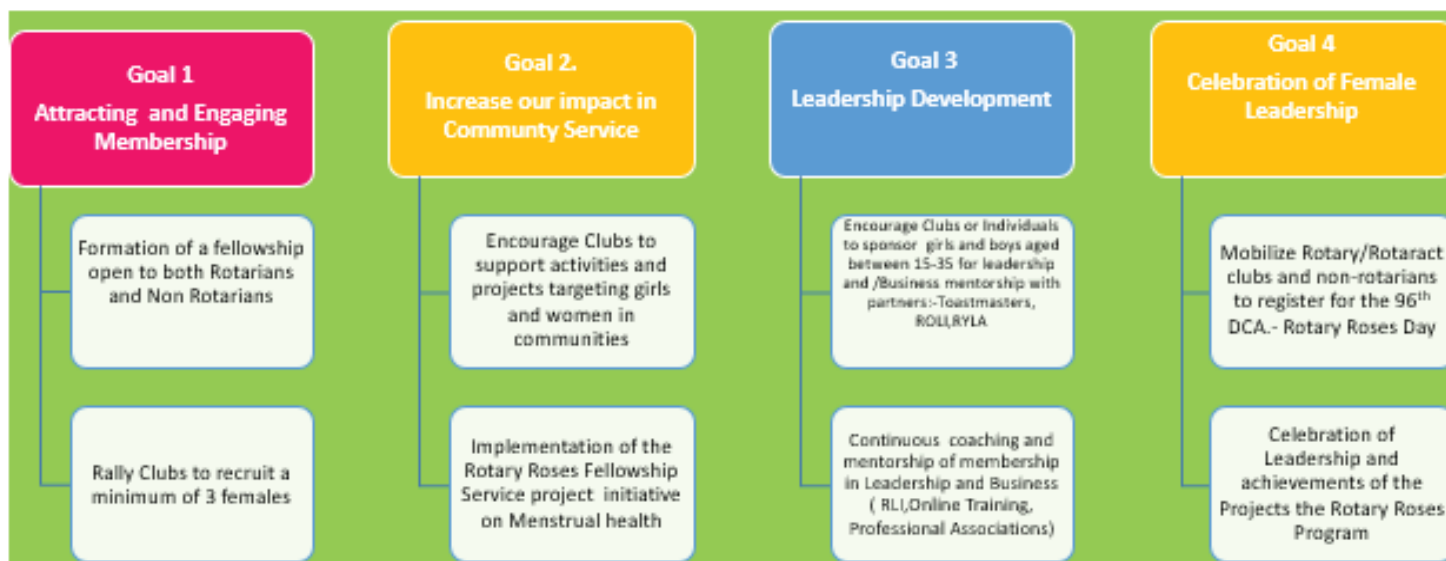 Goal 1
Attracting and Engaging
Membership
Formation of a fellowship
open to both Rotarians
and Non Rotarians
Rally Clubs to recruit a
minimum of 3 females
Goal 2.
Increase our impact in
Communty Service
Encourage Clubs to
support activities and
projects targeting girls
and women in
communities
Implementation of the
Rotary Roses Fellowship
Service project initiative
on Menstrual health
Goal 3
Leadership Development
Encourage Clubs or Individuals
to sponsor girls and boys aged
between 15-35 for leadership
and /Business mentorship with
partners:-Toastmasters,
ROLI,RYLA
Continuous coaching and
mentorship of membership
in Leadership and Business
( RLI,Online Training,
Professional Associations)
Goal 4
Celebration of Female
Leadership
Mobilize Rotary/Rotaract
clubs and non-rotarians
to register for the 96th
DCA.- Rotary Roses Day
Celebration of
Leadership and
achievements of the
Projects the Rotary Roses
Program